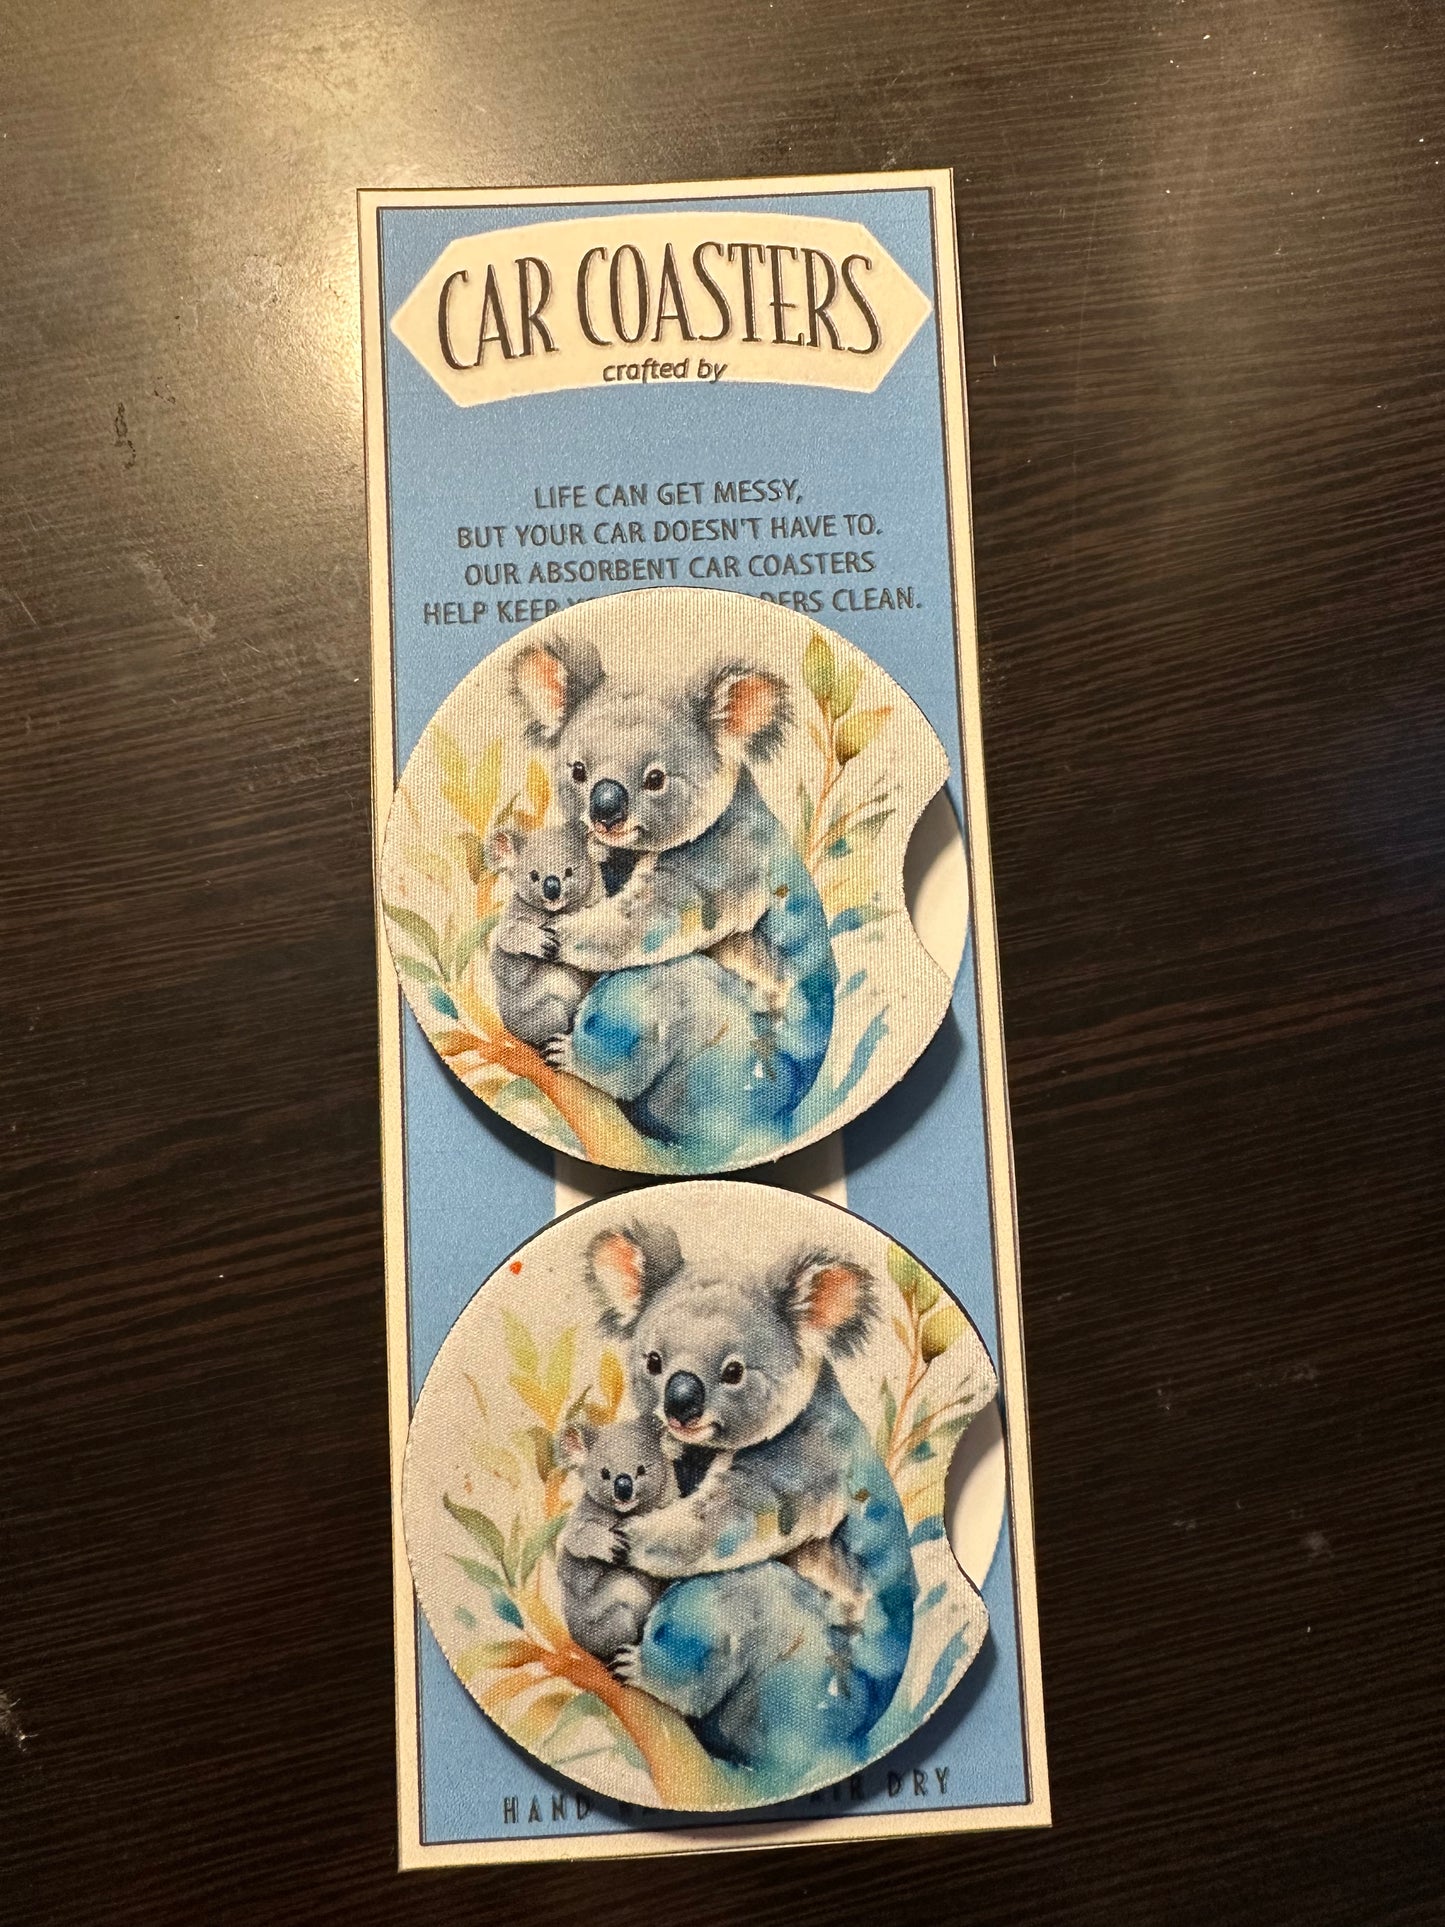 CAR COASTERS
crafted by
LIFE CAN GET MESSY,
BUT YOUR CAR DOESN'T HAVE TO.
OUR ABSORBENT CAR COASTERS
HELP KEEP CLEAN.
HAND DRY